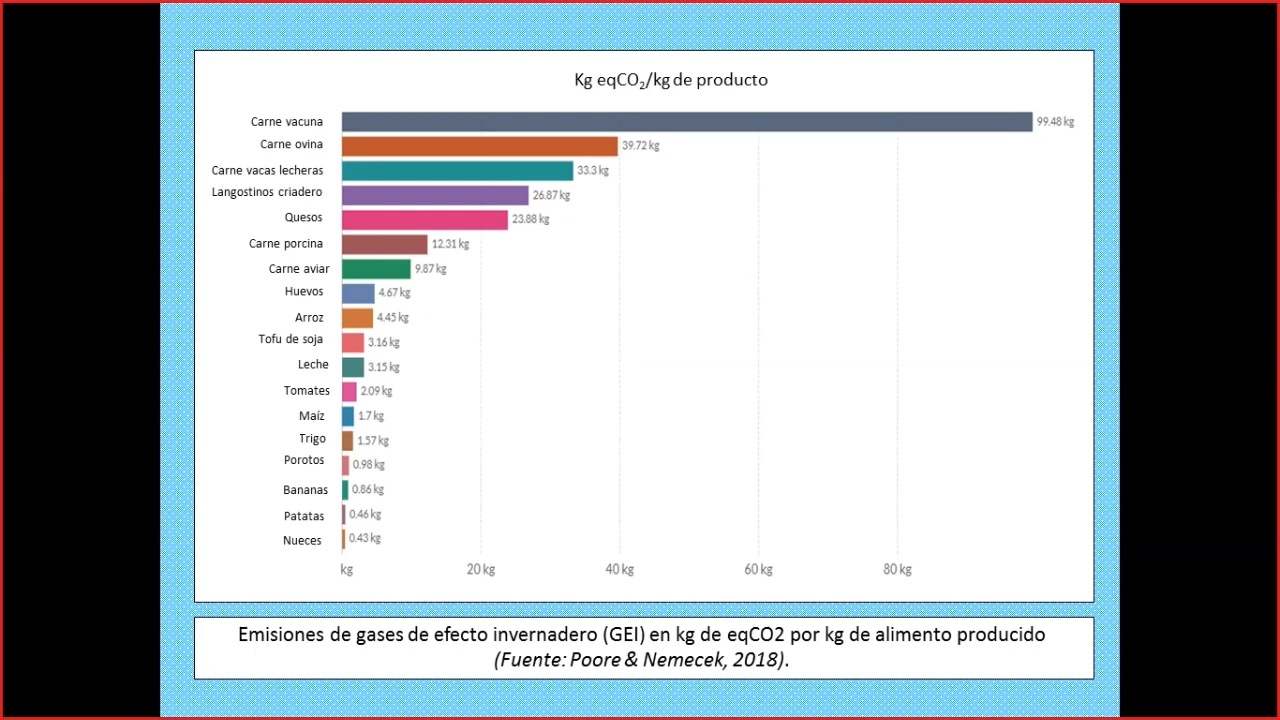 Kg eqCO₂/kg de producto
Carne vacuna 99.48 kg
Carne ovina 39.72 kg
Carne vacas lecheras 33.3 kg
Langostinos criadero 26.87 kg
Quesos 23.88 kg
Carne porcina 12.31 kg
Carne aviar 9.87 kg
Huevos 4.67 kg
Arroz 4.45 kg
Tofu de soja 3.16 kg
Leche 3.15 kg
Tomates 2.09 kg
Maíz 1.7 kg
Trigo 1.57 kg
Porotos 0.98 kg
Bananas 0.86 kg
Patatas 0.46 kg
Nueces 0.43 kg
kg 20 kg 40 kg 60 kg 80 kg
Emisiones de gases de efecto invernadero (GEI) en kg de eqCO2 por kg de alimento producido
(Fuente: Poore & Nemecek, 2018).